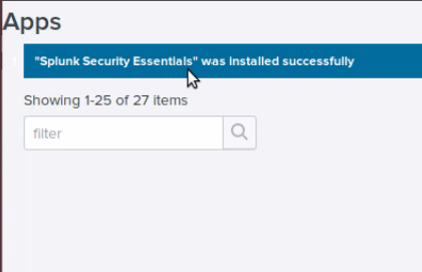 Apps
"Splunk Security Essentials" was installed successfully
Showing 1-25 of 27 items
filter